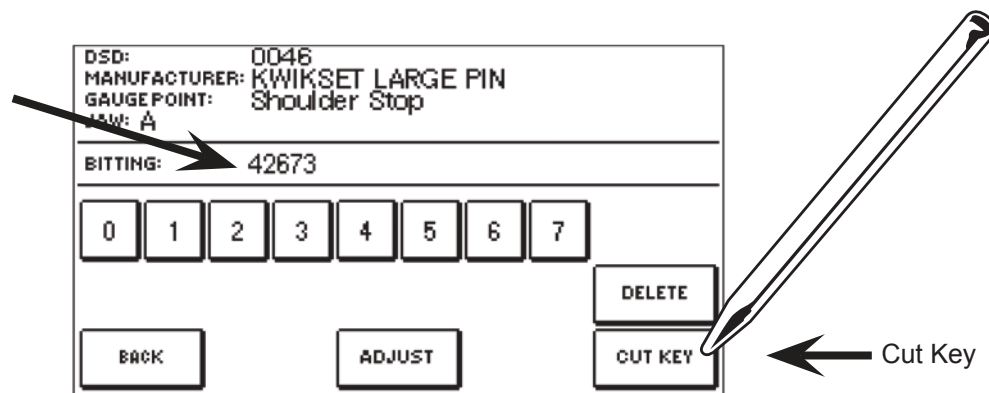 DSD: 0046
MANUFACTURER: KWIKSET LARGE PIN
GAUGE POINT: Shoulder Stop
JAW: A
BITTING: 42673
0 1 2 3 4 5 6 7
DELETE
BACK ADJUST CUT KEY Cut Key